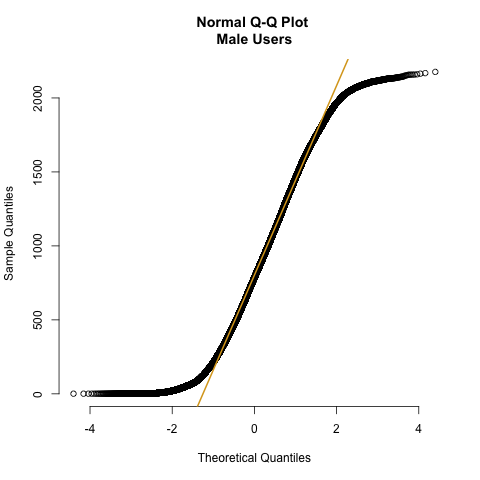 Normal Q-Q Plot
Male Users
2000
1500
1000
500
0
Sample Quantiles
-4 -2 0 2 4
Theoretical Quantiles